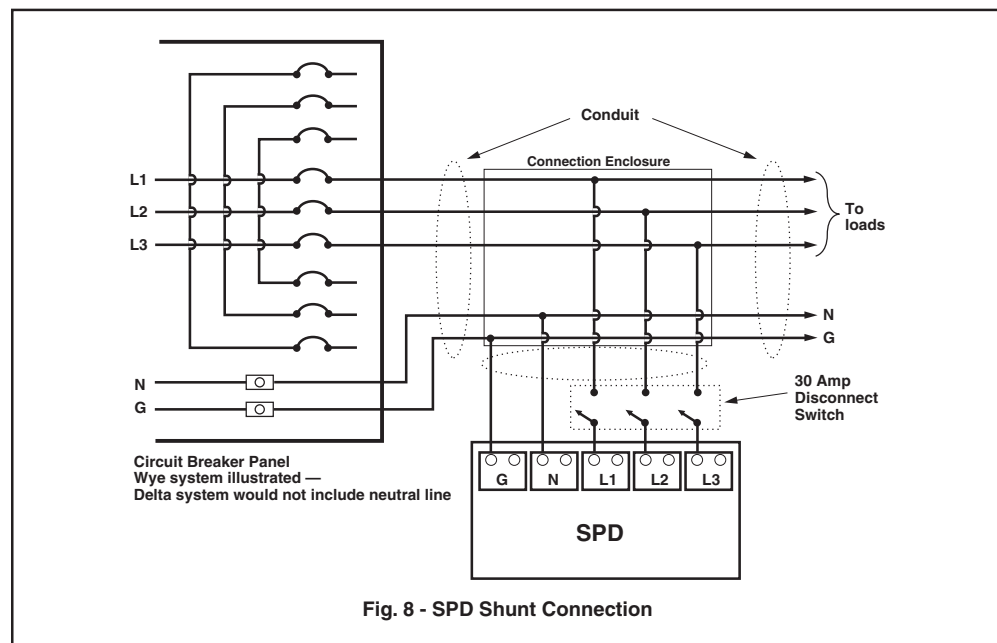 Conduit
Connection Enclosure
L1
L2
L3
To
loads
N
G
N
G
30 Amp
Disconnect
Switch
Circuit Breaker Panel
Wye system illustrated —
Delta system would not include neutral line
G N L1 L2 L3
SPD
Fig. 8 - SPD Shunt Connection